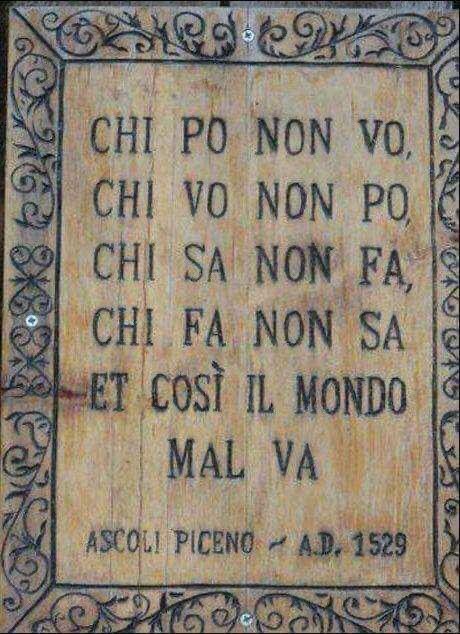 CHI PO NON VO,
CHI VO NON PO,
CHI SA NON FA,
CHI FA NON SA
ET COSÌ IL MONDO
MAL VA
ASCOLI PICENO ~ A.D. 1529